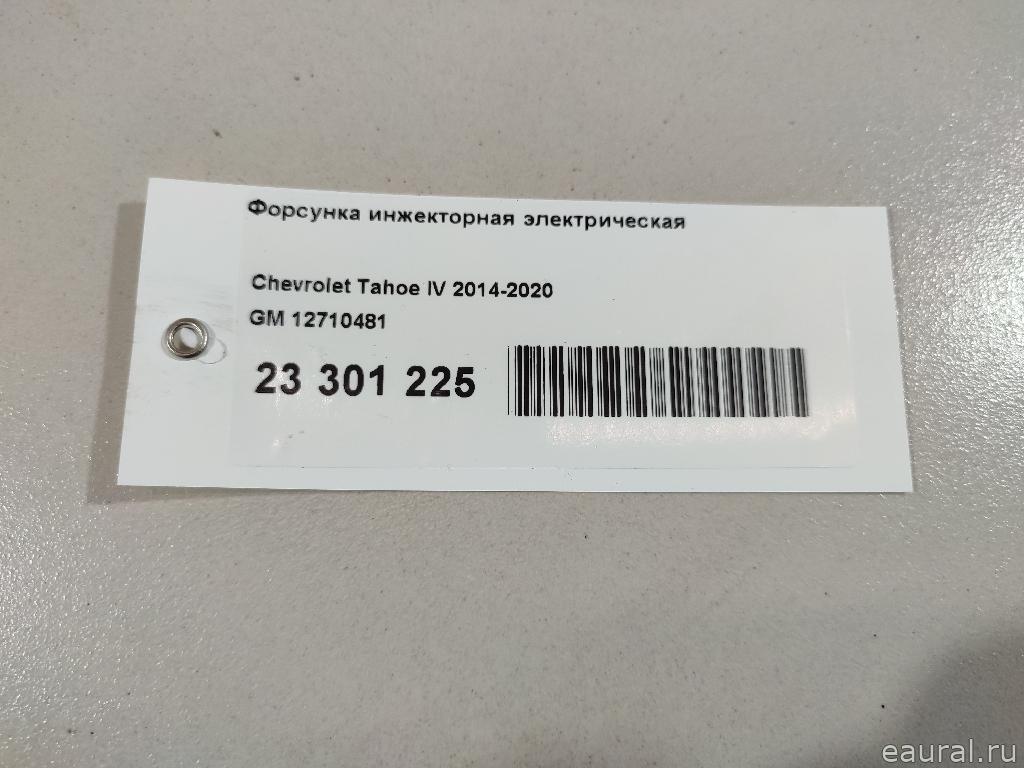 Форсунка инжекторная электрическая
Chevrolet Tahoe IV 2014-2020
GM 12710481
23 301 225
eaural.ru